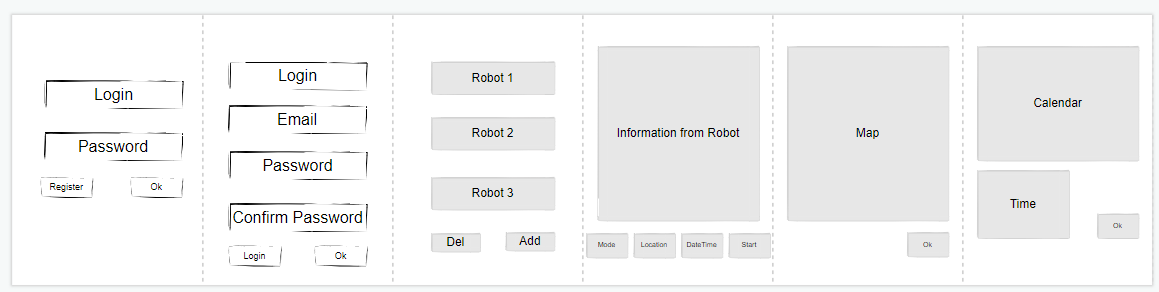 Login
Password
Register
Ok
Login
Email
Password
Confirm Password
Login
Ok
Robot 1
Robot 2
Robot 3
Del
Add
Information from Robot
Mode
Location
DateTime
Start
Map
Ok
Calendar
Time
Ok